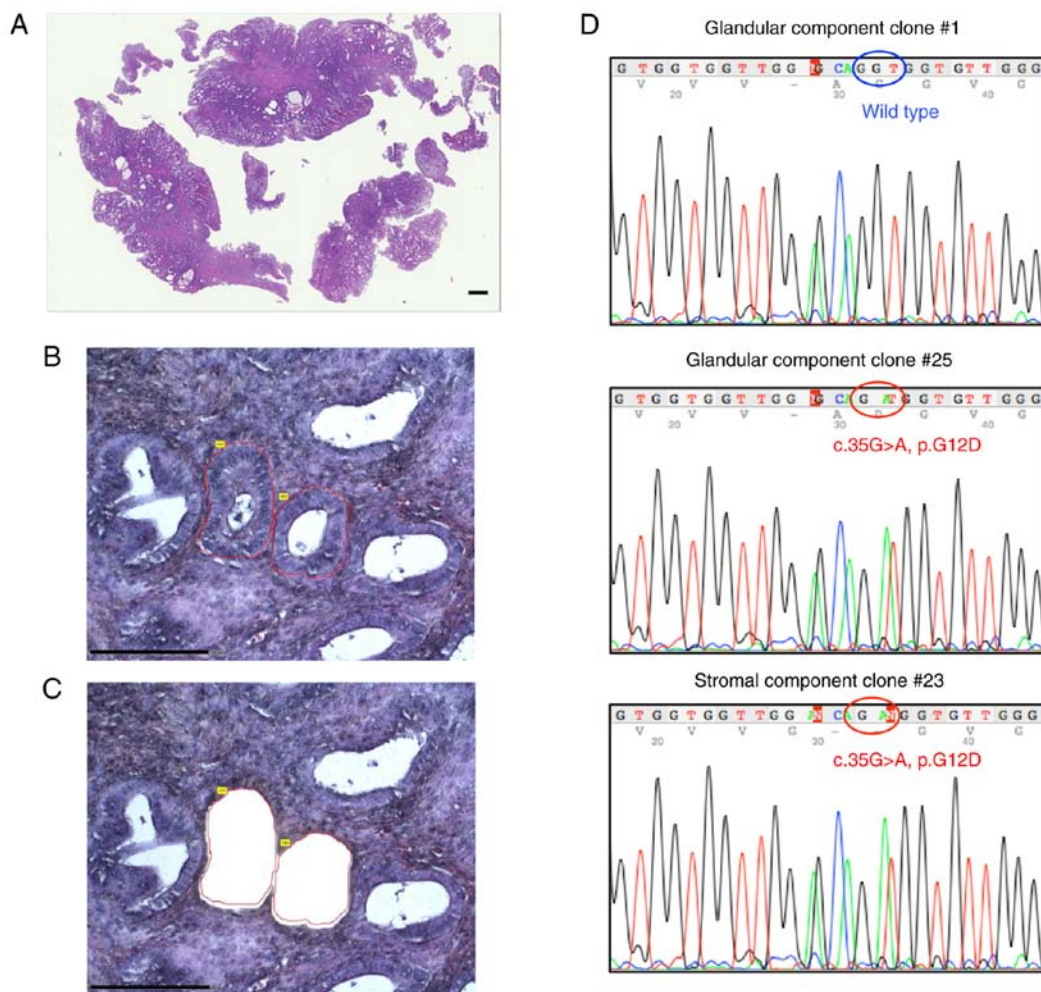 A
B
C
D
Glandular component clone #1
G T G G T G G T T G G N G C A G G T G G T G T T G G G
V V V - A G G V G
20 30 40
Wild type
Glandular component clone #25
G T G G T G G T T G G N G C A G A T G G T G T T G G G
V V V - A D G V G
20 30 40
c.35G>A, p.G12D
Stromal component clone #23
G T G G T G G T T G G A N C A G A N G G T G T T G G G
V V V G - - G V G
20 30 40
c.35G>A, p.G12D